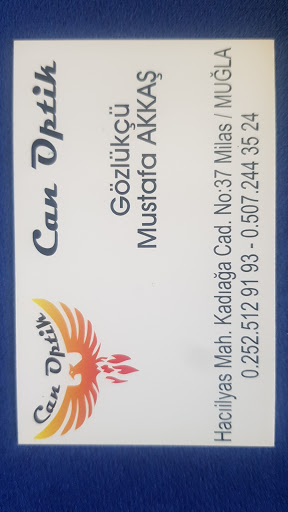 Can Optik
Can Optik
Gözlükçü
Mustafa AKKAŞ
Hacıilyas Mah. Kadıağa Cad. No:37 Milas / MUĞLA
0.252.512 91 93 - 0.507.244 35 24